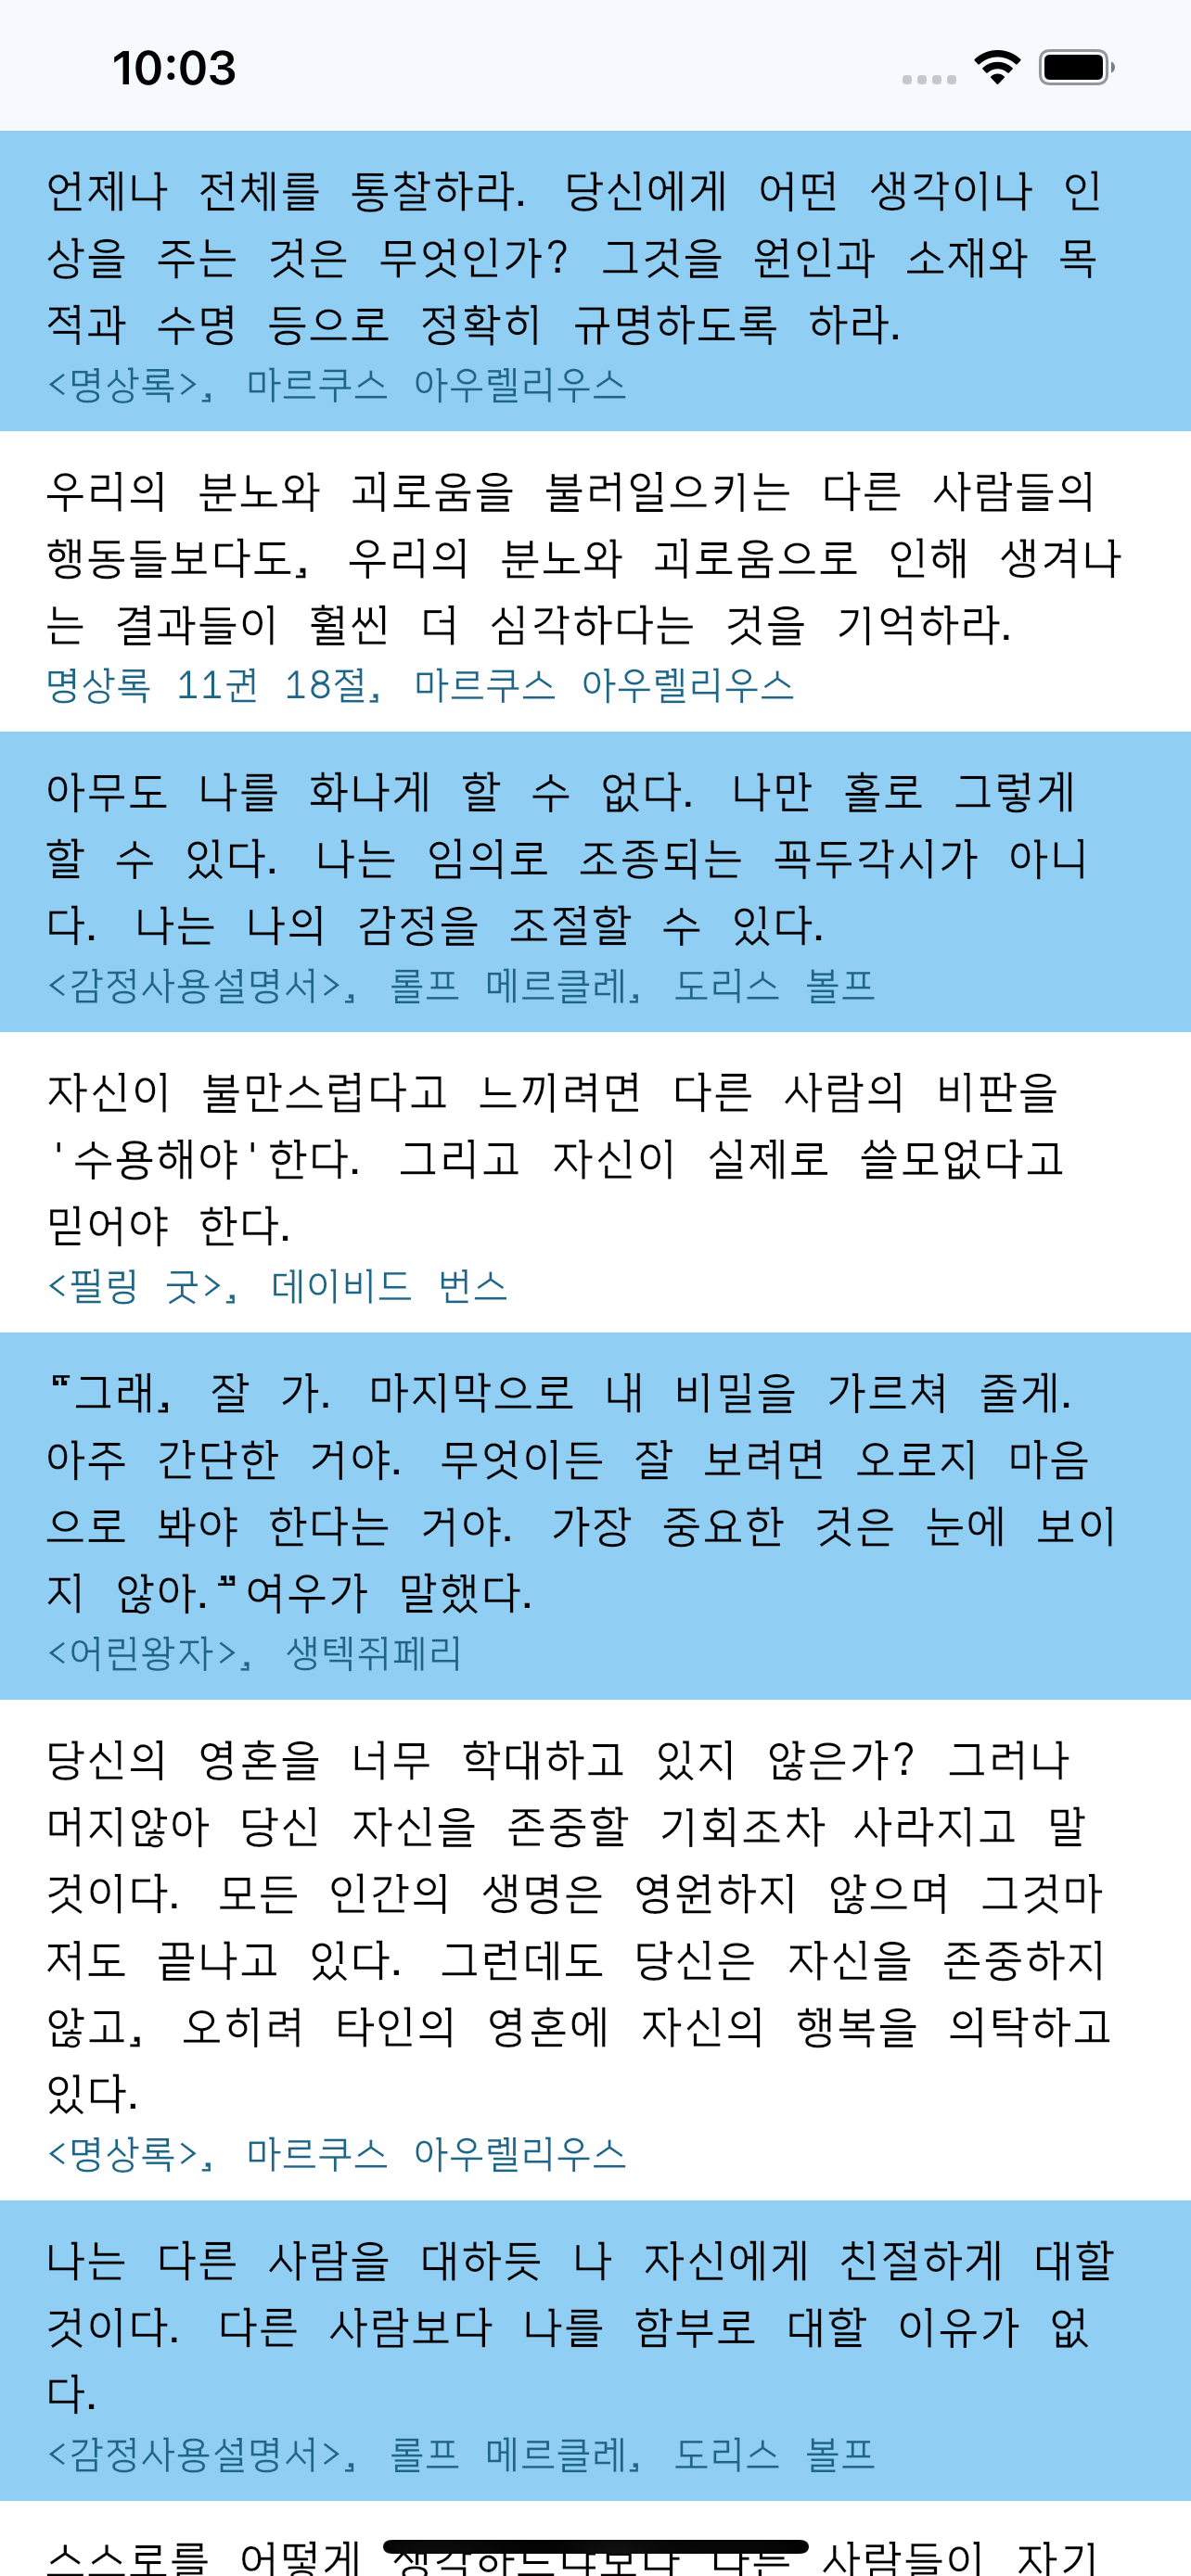 10:03
언제나 전체를 통찰하라. 당신에게 어떤 생각이나 인
상을 주는 것은 무엇인가? 그것을 원인과 소재와 목
적과 수명 등으로 정확히 규명하도록 하라.
<명상록>, 마르쿠스 아우렐리우스
우리의 분노와 괴로움을 불러일으키는 다른 사람들의
행동들보다도, 우리의 분노와 괴로움으로 인해 생겨나
는 결과들이 훨씬 더 심각하다는 것을 기억하라.
명상록 11권 18절, 마르쿠스 아우렐리우스
아무도 나를 화나게 할 수 없다. 나만 홀로 그렇게
할 수 있다. 나는 임의로 조종되는 꼭두각시가 아니
다. 나는 나의 감정을 조절할 수 있다.
<감정사용설명서>, 롤프 메르클레, 도리스 볼프
자신이 불만스럽다고 느끼려면 다른 사람의 비판을
'수용해야'한다. 그리고 자신이 실제로 쓸모없다고
믿어야 한다.
<필링 굿>, 데이비드 번스
“그래, 잘 가. 마지막으로 내 비밀을 가르쳐 줄게.
아주 간단한 거야. 무엇이든 잘 보려면 오로지 마음
으로 봐야 한다는 거야. 가장 중요한 것은 눈에 보이
지 않아.”여우가 말했다.
<어린왕자>, 생텍쥐페리
당신의 영혼을 너무 학대하고 있지 않은가? 그러나
머지않아 당신 자신을 존중할 기회조차 사라지고 말
것이다. 모든 인간의 생명은 영원하지 않으며 그것마
저도 끝나고 있다. 그런데도 당신은 자신을 존중하지
않고, 오히려 타인의 영혼에 자신의 행복을 의탁하고
있다.
<명상록>, 마르쿠스 아우렐리우스
나는 다른 사람을 대하듯 나 자신에게 친절하게 대할
것이다. 다른 사람보다 나를 함부로 대할 이유가 없
다.
<감정사용설명서>, 롤프 메르클레, 도리스 볼프
스스로를 어떻게 사람들이 자기